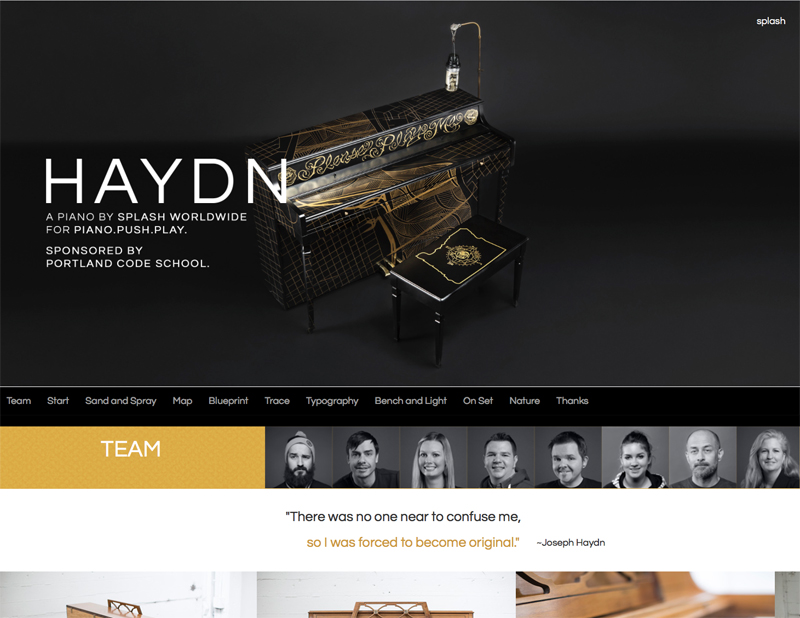 splash
Please Play Me
HAYDN
A PIANO BY SPLASH WORLDWIDE
FOR PIANO.PUSH.PLAY.
SPONSORED BY
PORTLAND CODE SCHOOL.
Team Start Sand and Spray Map Blueprint Trace Typography Bench and Light On Set Nature Thanks
TEAM
"There was no one near to confuse me,
so I was forced to become original."
~Joseph Haydn